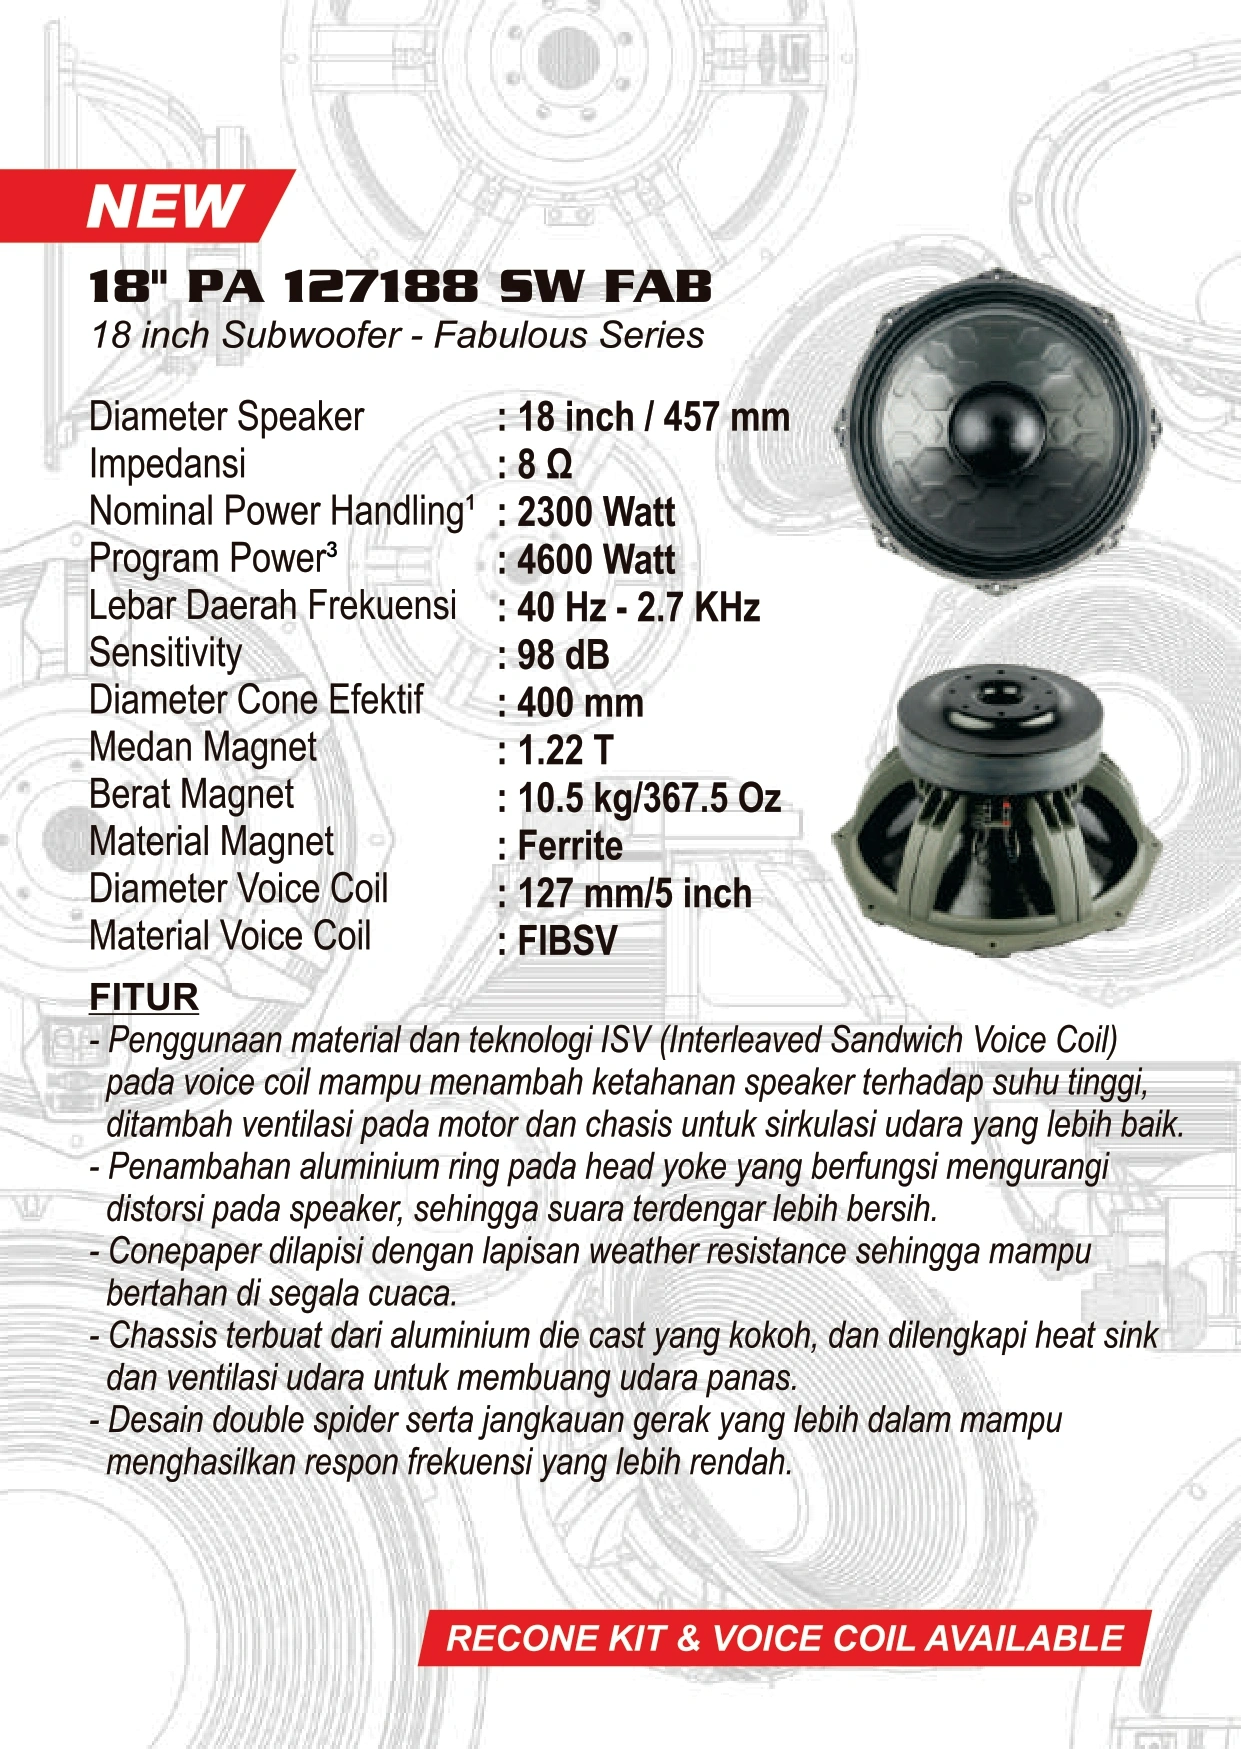 NEW
18" PA 127188 SW FAB
18 inch Subwoofer - Fabulous Series
Diameter Speaker : 18 inch / 457 mm
Impedansi : 8 Ω
Nominal Power Handling¹ : 2300 Watt
Program Power³ : 4600 Watt
Lebar Daerah Frekuensi : 40 Hz - 2.7 KHz
Sensitivity : 98 dB
Diameter Cone Efektif : 400 mm
Medan Magnet : 1.22 T
Berat Magnet : 10.5 kg/367.5 Oz
Material Magnet : Ferrite
Diameter Voice Coil : 127 mm/5 inch
Material Voice Coil : FIBSV
FITUR
- Penggunaan material dan teknologi ISV (Interleaved Sandwich Voice Coil)
pada voice coil mampu menambah ketahanan speaker terhadap suhu tinggi,
ditambah ventilasi pada motor dan chasis untuk sirkulasi udara yang lebih baik.
- Penambahan aluminium ring pada head yoke yang berfungsi mengurangi
distorsi pada speaker, sehingga suara terdengar lebih bersih.
- Conepaper dilapisi dengan lapisan weather resistance sehingga mampu
bertahan di segala cuaca.
- Chassis terbuat dari aluminium die cast yang kokoh, dan dilengkapi heat sink
dan ventilasi udara untuk membuang udara panas.
- Desain double spider serta jangkauan gerak yang lebih dalam mampu
menghasilkan respon frekuensi yang lebih rendah.
RECONE KIT & VOICE COIL AVAILABLE